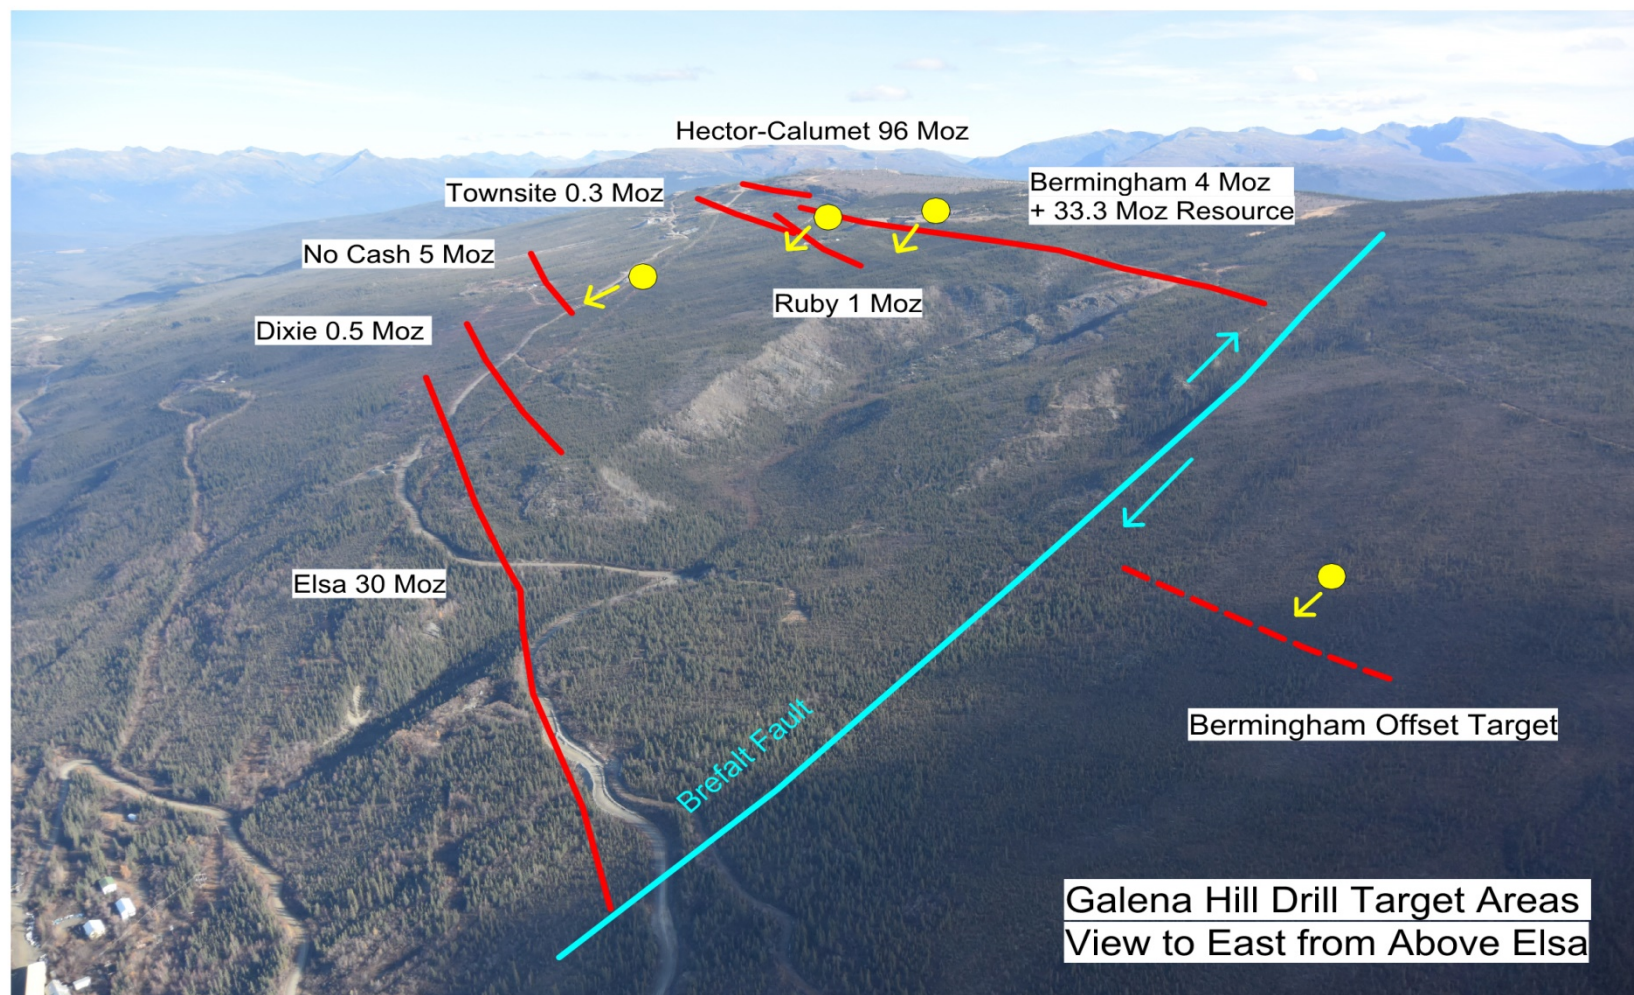 Hector-Calumet 96 Moz
Townsite 0.3 Moz
Bermingham 4 Moz
+ 33.3 Moz Resource
No Cash 5 Moz
Ruby 1 Moz
Dixie 0.5 Moz
Elsa 30 Moz
Bermingham Offset Target
Brefalt Fault
Galena Hill Drill Target Areas
View to East from Above Elsa